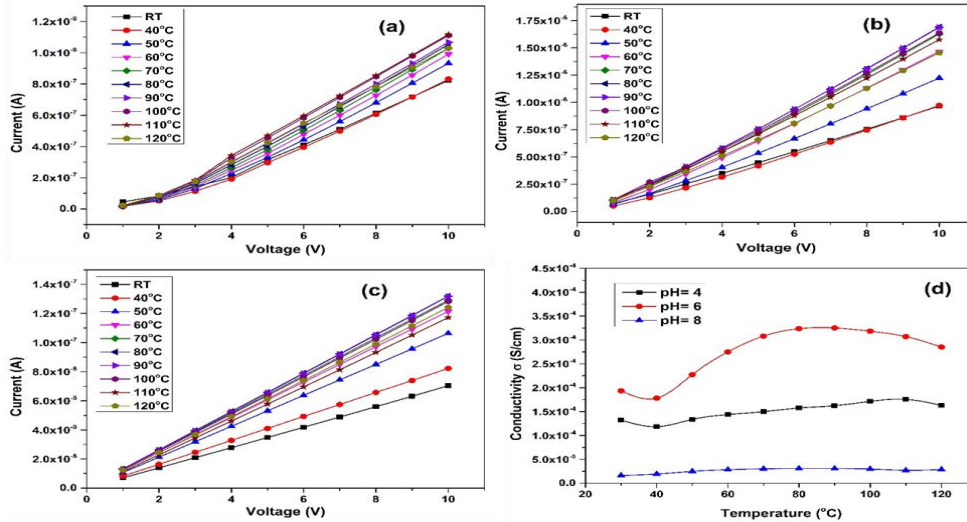 (a)
Current (A)
1.2x10⁻⁶
1.0x10⁻⁶
8.0x10⁻⁷
6.0x10⁻⁷
4.0x10⁻⁷
2.0x10⁻⁷
0.0
RT
40°C
50°C
60°C
70°C
80°C
90°C
100°C
110°C
120°C
0 2 4 6 8 10
Voltage (V)
(b)
Current (A)
1.75x10⁻⁶
1.50x10⁻⁶
1.25x10⁻⁶
1.00x10⁻⁶
7.50x10⁻⁷
5.00x10⁻⁷
2.50x10⁻⁷
0.00
RT
40°C
50°C
60°C
70°C
80°C
90°C
100°C
110°C
120°C
0 2 4 6 8 10
Voltage (V)
(c)
Current (A)
1.4x10⁻⁷
1.2x10⁻⁷
1.0x10⁻⁷
8.0x10⁻⁸
6.0x10⁻⁸
4.0x10⁻⁸
2.0x10⁻⁸
0.0
RT
40°C
50°C
60°C
70°C
80°C
90°C
100°C
110°C
120°C
0 2 4 6 8 10
Voltage (V)
(d)
Conductivity σ (S/cm)
4.5x10⁻⁴
4.0x10⁻⁴
3.5x10⁻⁴
3.0x10⁻⁴
2.5x10⁻⁴
2.0x10⁻⁴
1.5x10⁻⁴
1.0x10⁻⁴
5.0x10⁻⁵
0.0
pH= 4
pH= 6
pH= 8
20 40 60 80 100 120
Temperature (°C)